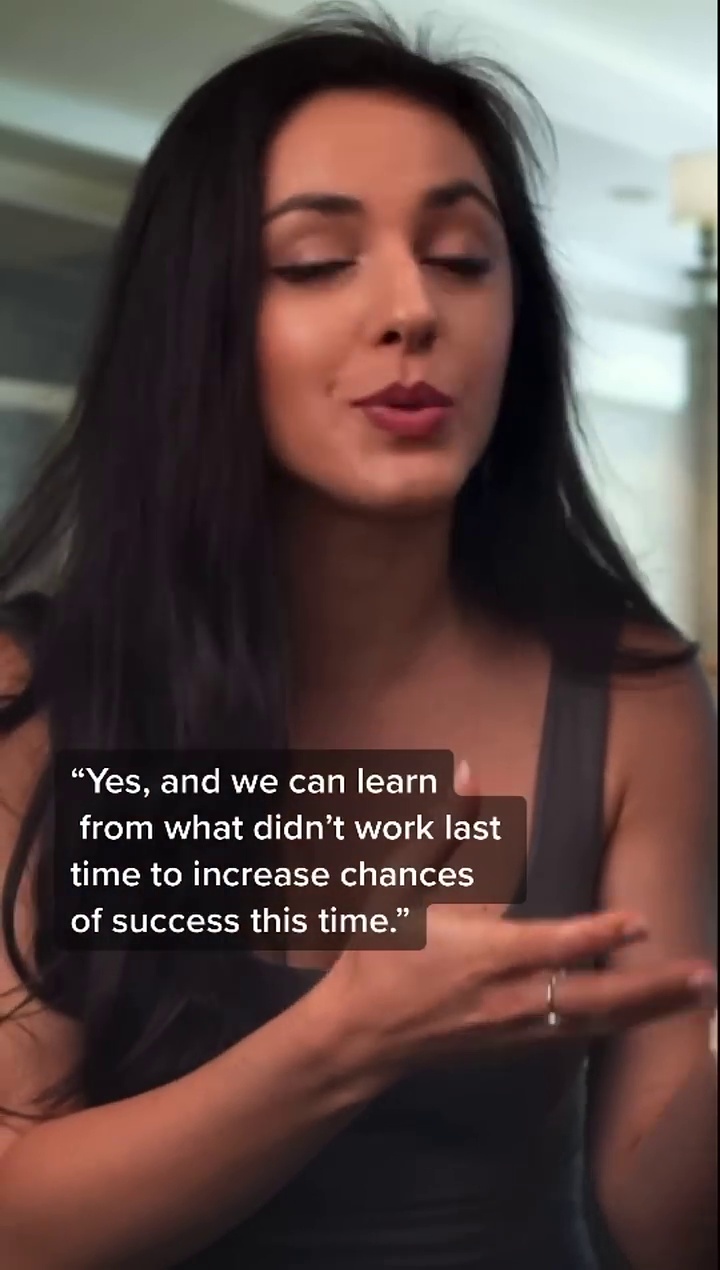 “Yes, and we can learn
from what didn’t work last
time to increase chances
of success this time.”